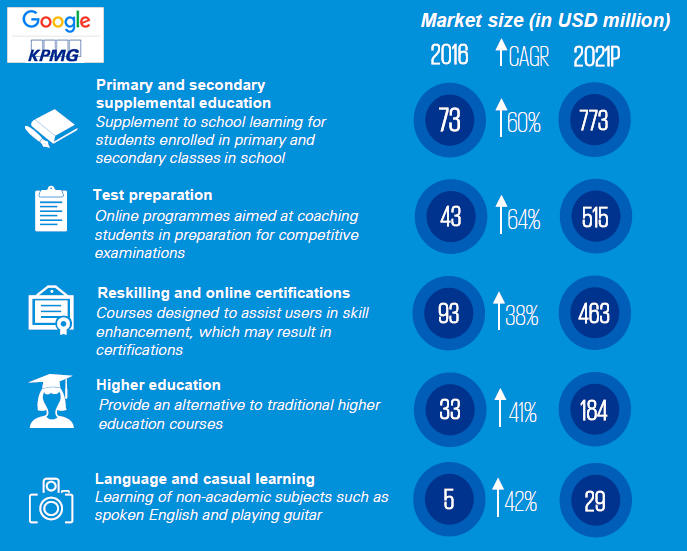 Google
KPMG
Market size (in USD million)
2016 CAGR 2021P
Primary and secondary
supplemental education
Supplement to school learning for
students enrolled in primary and
secondary classes in school
73 60% 773
Test preparation
Online programmes aimed at coaching
students in preparation for competitive
examinations
43 64% 515
Reskilling and online certifications
Courses designed to assist users in skill
enhancement, which may result in
certifications
93 38% 463
Higher education
Provide an alternative to traditional higher
education courses
33 41% 184
Language and casual learning
Learning of non-academic subjects such as
spoken English and playing guitar
5 42% 29